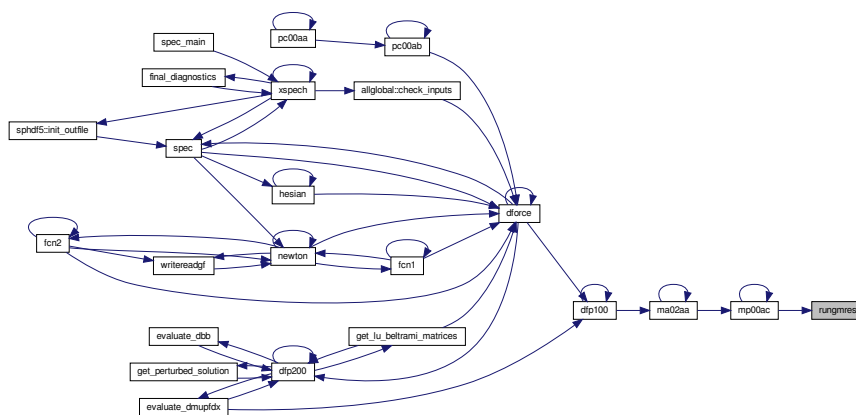 pc00aa
pc00ab
spec_main
final_diagnostics
xspech
allglobal::check_inputs
sphdf5::init_outfile
spec
hesian
dforce
fcn2
newton
writereadgf
fcn1
dfp100
ma02aa
mp00ac
rungmres
evaluate_dbb
get_lu_beltrami_matrices
get_perturbed_solution
dfp200
evaluate_dmupfdx